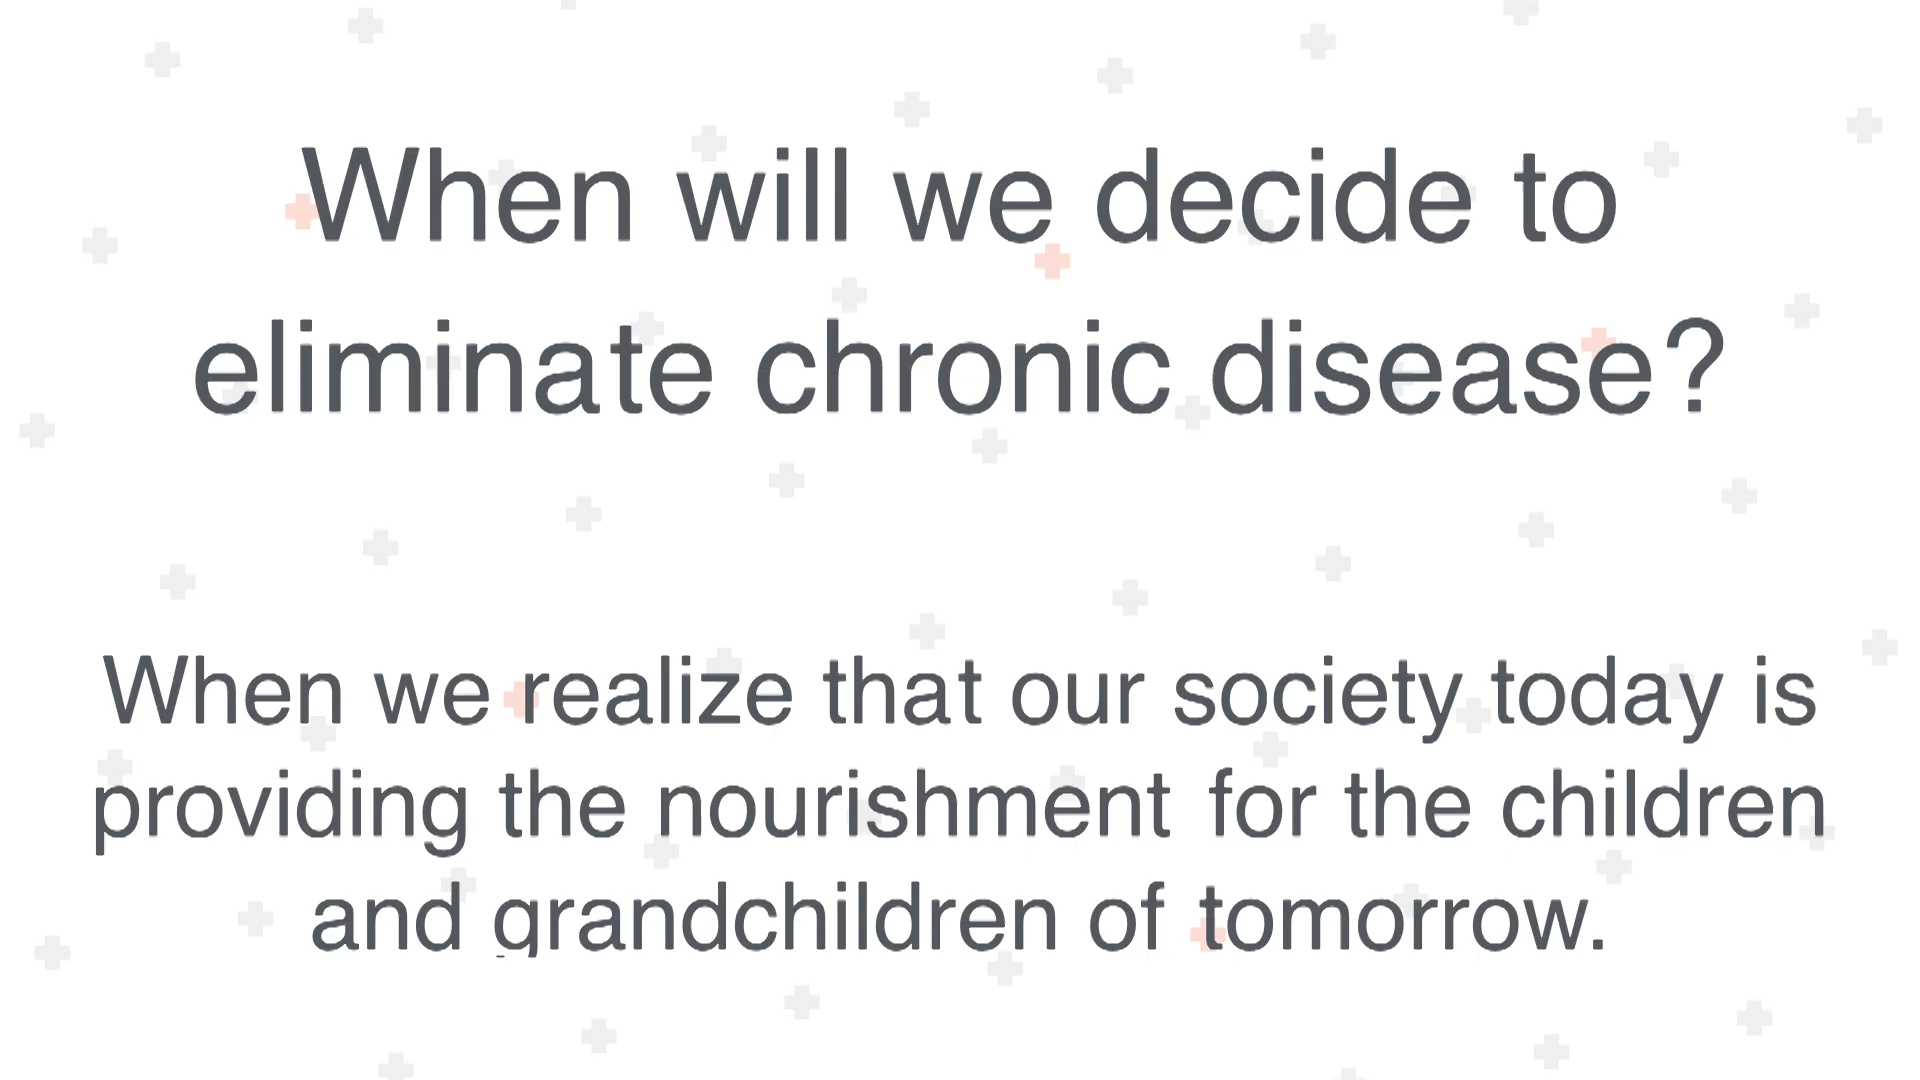 When will we decide to
eliminate chronic disease?
When we realize that our society today is
providing the nourishment for the children
and grandchildren of tomorrow.